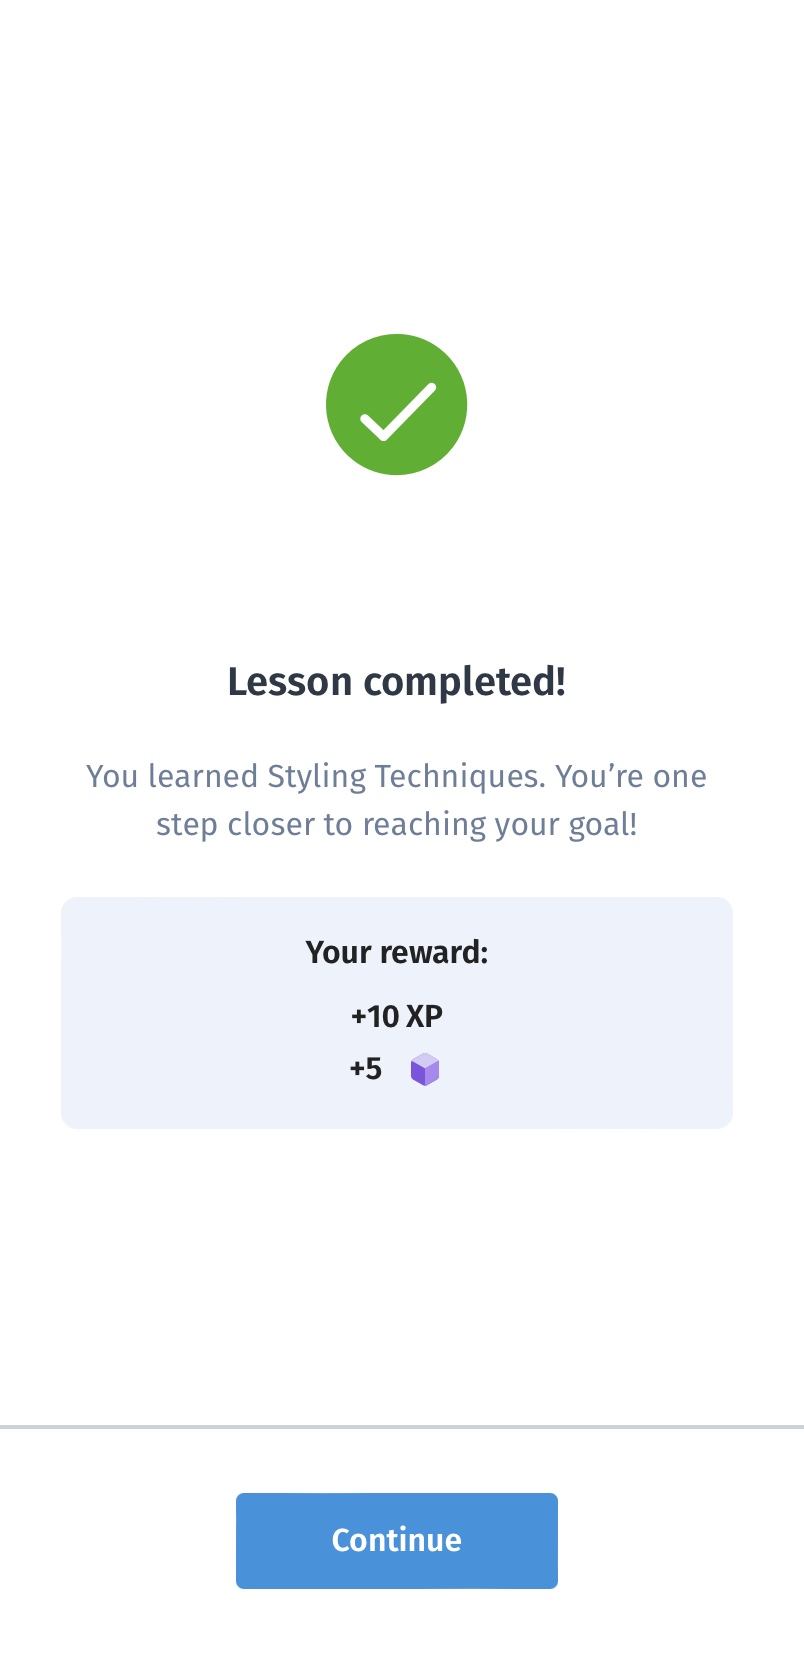 Lesson completed!
You learned Styling Techniques. You’re one
step closer to reaching your goal!
Your reward:
+10 XP
+5
Continue